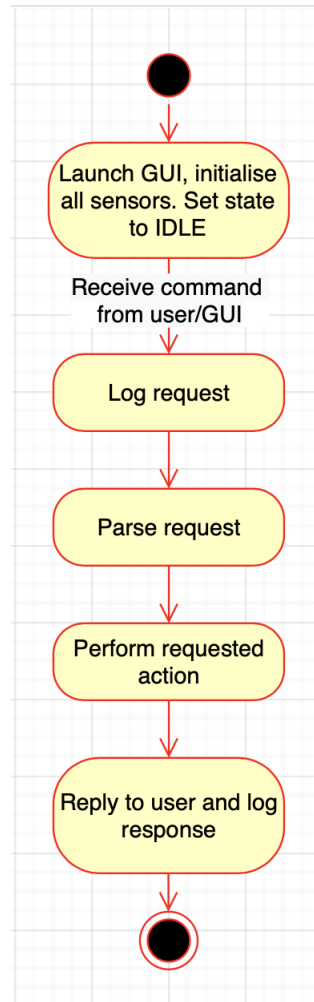 Launch GUI, initialise
all sensors. Set state
to IDLE
Receive command
from user/GUI
Log request
Parse request
Perform requested
action
Reply to user and log
response